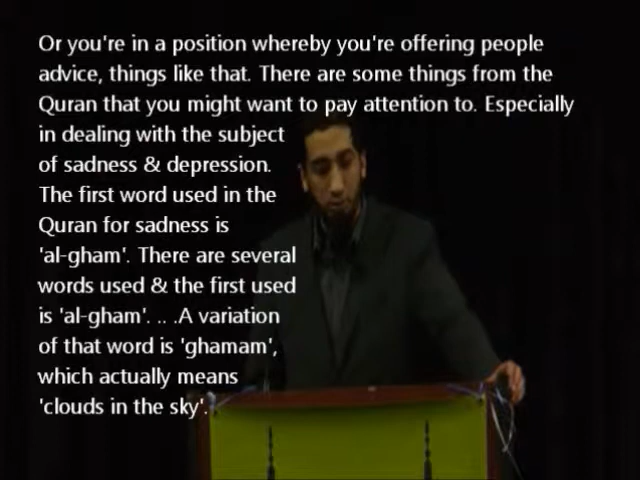 Or you're in a position whereby you're offering people
advice, things like that. There are some things from the
Quran that you might want to pay attention to. Especially
in dealing with the subject
of sadness & depression.
The first word used in the
Quran for sadness is
'al-gham'. There are several
words used & the first used
is 'al-gham'. .. .A variation
of that word is 'ghamam',
which actually means
'clouds in the sky'.